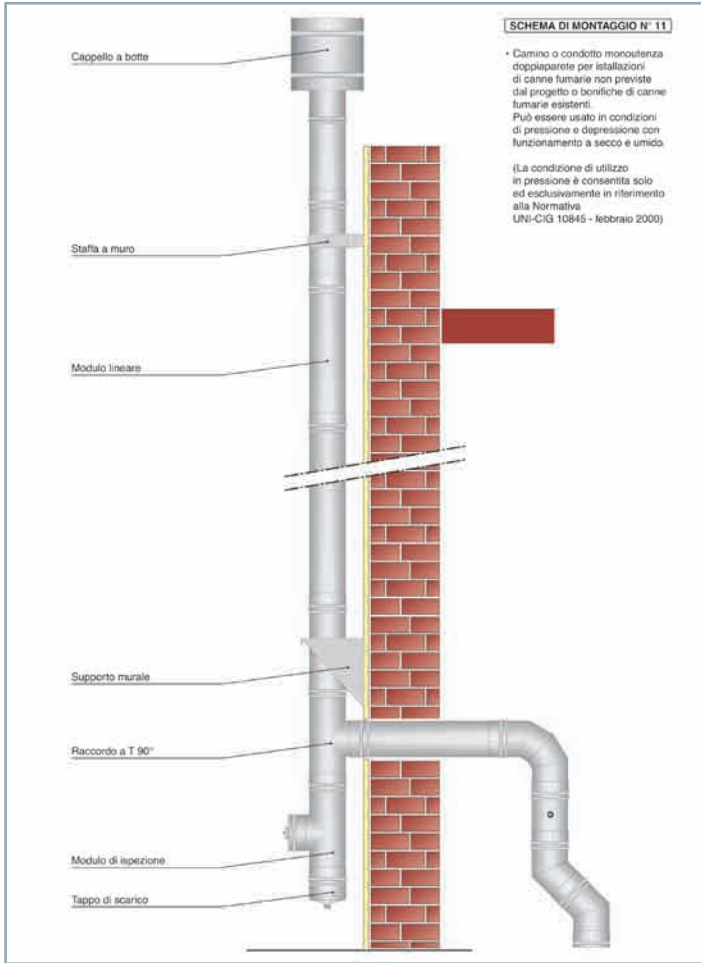 SCHEMA DI MONTAGGIO N° 11
• Camino o condotto monoutenza
doppiaparete per istallazioni
di canne fumarie non previste
dal progetto o bonifiche di canne
fumarie esistenti.
Può essere usato in condizioni
di pressione e depressione con
funzionamento a secco e umido.
(La condizione di utilizzo
in pressione è consentita solo
ed esclusivamente in riferimento
alla Normativa
UNI-CIG 10845 - febbraio 2000)
Cappello a botte
Staffa a muro
Modulo lineare
Supporto murale
Raccordo a T 90°
Modulo di ispezione
Tappo di scarico